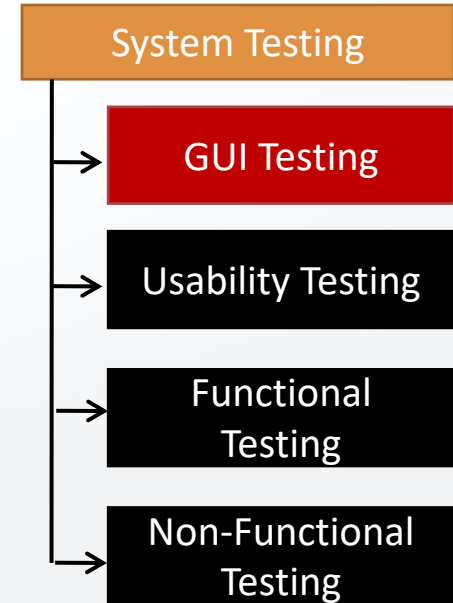 System Testing
GUI Testing
Usability Testing
Functional
Testing
Non-Functional
Testing